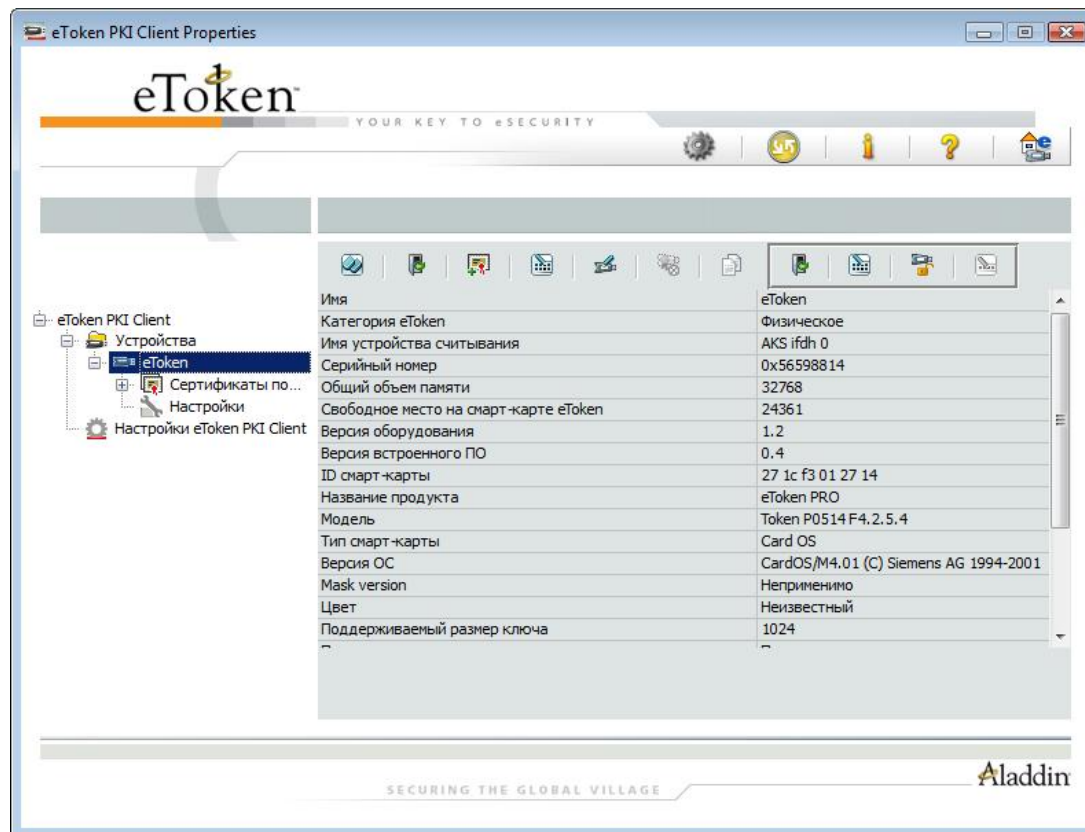 eToken PKI Client Properties
eToken
YOUR KEY TO eSECURITY
eToken PKI Client
Устройства
eToken
Сертификаты по...
Настройки
Настройки eToken PKI Client
Имя eToken
Категория eToken Физическое
Имя устройства считывания AKS ifdh 0
Серийный номер 0x56598814
Общий объем памяти 32768
Свободное место на смарт-карте eToken 24361
Версия оборудования 1.2
Версия встроенного ПО 0.4
ID смарт-карты 27 1c f3 01 27 14
Название продукта eToken PRO
Модель Token P0514 F4.2.5.4
Тип смарт-карты Card OS
Версия ОС CardOS/M4.01 (C) Siemens AG 1994-2001
Mask version Неприменимо
Цвет Неизвестный
Поддерживаемый размер ключа 1024
SECURING THE GLOBAL VILLAGE
Aladdin